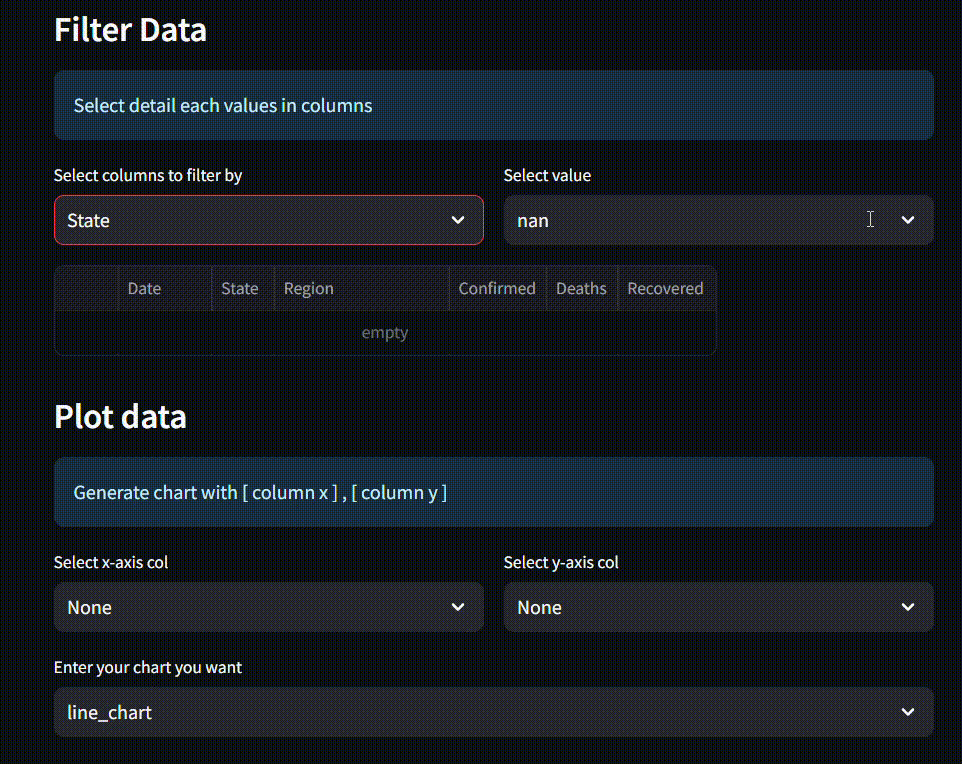 Filter Data
Select detail each values in columns
Select columns to filter by
Select value
State
nan
Date State Region Confirmed Deaths Recovered
empty
Plot data
Generate chart with [ column x ] , [ column y ]
Select x-axis col
Select y-axis col
None
None
Enter your chart you want
line_chart